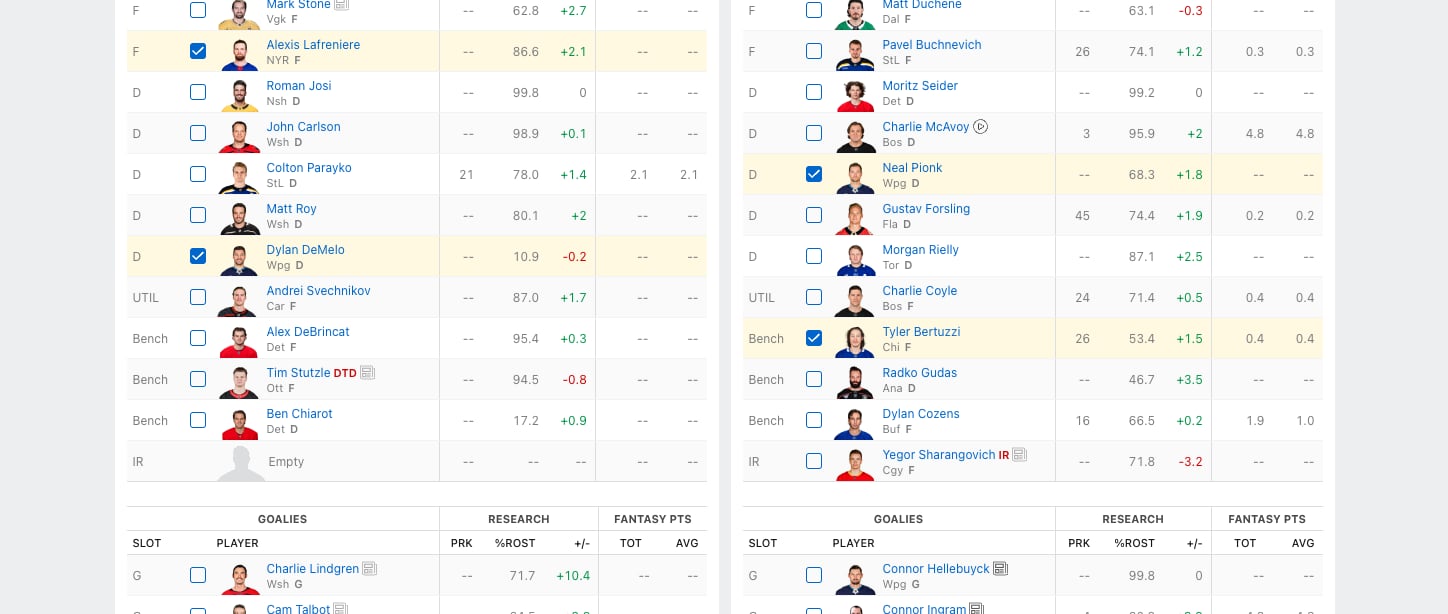 F Mark Stone -- 62.8 +2.7 -- --
Vgk F
F Alexis Lafreniere -- 86.6 +2.1 -- --
NYR F
D Roman Josi -- 99.8 0 -- --
Nsh D
D John Carlson -- 98.9 +0.1 -- --
Wsh D
D Colton Parayko 21 78.0 +1.4 2.1 2.1
StL D
D Matt Roy -- 80.1 +2 -- --
Wsh D
D Dylan DeMelo -- 10.9 -0.2 -- --
Wpg D
UTIL Andrei Svechnikov -- 87.0 +1.7 -- --
Car F
Bench Alex DeBrincat -- 95.4 +0.3 -- --
Det F
Bench Tim Stutzle DTD -- 94.5 -0.8 -- --
Ott F
Bench Ben Chiarot -- 17.2 +0.9 -- --
Det D
IR Empty -- -- -- -- --
GOALIES RESEARCH FANTASY PTS
SLOT PLAYER PRK %ROST +/- TOT AVG
G Charlie Lindgren -- 71.7 +10.4 -- --
Wsh G
Cam Talbot
F Matt Duchene -- 63.1 -0.3 -- --
Dal F
F Pavel Buchnevich 26 74.1 +1.2 0.3 0.3
StL F
D Moritz Seider -- 99.2 0 -- --
Det D
D Charlie McAvoy 3 95.9 +2 4.8 4.8
Bos D
D Neal Pionk -- 68.3 +1.8 -- --
Wpg D
D Gustav Forsling 45 74.4 +1.9 0.2 0.2
Fla D
D Morgan Rielly -- 87.1 +2.5 -- --
Tor D
UTIL Charlie Coyle 24 71.4 +0.5 0.4 0.4
Bos F
Bench Tyler Bertuzzi 26 53.4 +1.5 0.4 0.4
Chi F
Bench Radko Gudas -- 46.7 +3.5 -- --
Ana D
Bench Dylan Cozens 16 66.5 +0.2 1.9 1.0
Buf F
IR Yegor Sharangovich IR -- 71.8 -3.2 -- --
Cgy F
GOALIES RESEARCH FANTASY PTS
SLOT PLAYER PRK %ROST +/- TOT AVG
G Connor Hellebuyck -- 99.8 0 -- --
Wpg G
Connor Ingram